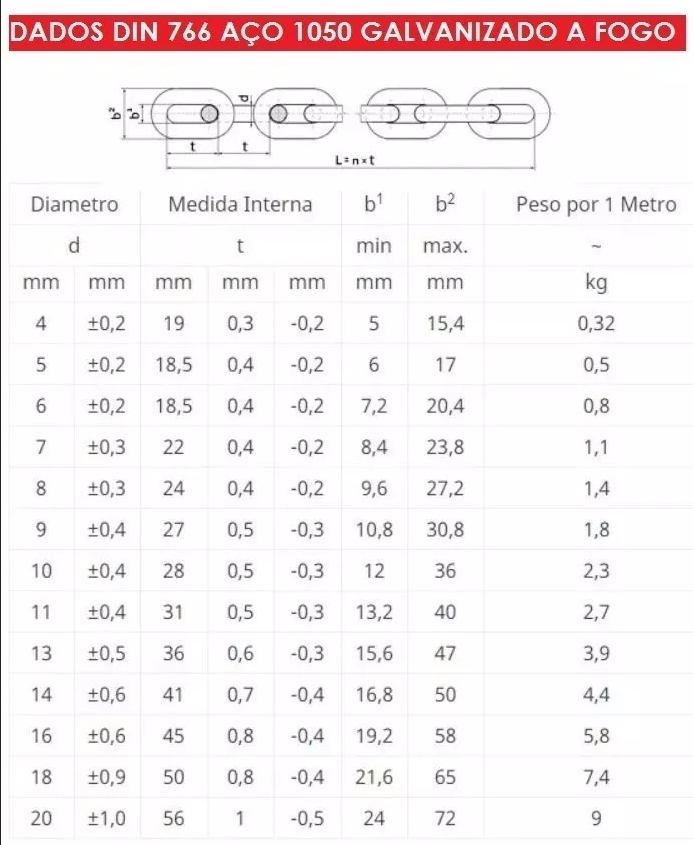 DADOS DIN 766 AÇO 1050 GALVANIZADO A FOGO
b² b¹ d
t t
L=n×t
Diametro Medida Interna b¹ b² Peso por 1 Metro
d t min max. ~
mm mm mm mm mm mm mm kg
4 ±0,2 19 0,3 -0,2 5 15,4 0,32
5 ±0,2 18,5 0,4 -0,2 6 17 0,5
6 ±0,2 18,5 0,4 -0,2 7,2 20,4 0,8
7 ±0,3 22 0,4 -0,2 8,4 23,8 1,1
8 ±0,3 24 0,4 -0,2 9,6 27,2 1,4
9 ±0,4 27 0,5 -0,3 10,8 30,8 1,8
10 ±0,4 28 0,5 -0,3 12 36 2,3
11 ±0,4 31 0,5 -0,3 13,2 40 2,7
13 ±0,5 36 0,6 -0,3 15,6 47 3,9
14 ±0,6 41 0,7 -0,4 16,8 50 4,4
16 ±0,6 45 0,8 -0,4 19,2 58 5,8
18 ±0,9 50 0,8 -0,4 21,6 65 7,4
20 ±1,0 56 1 -0,5 24 72 9